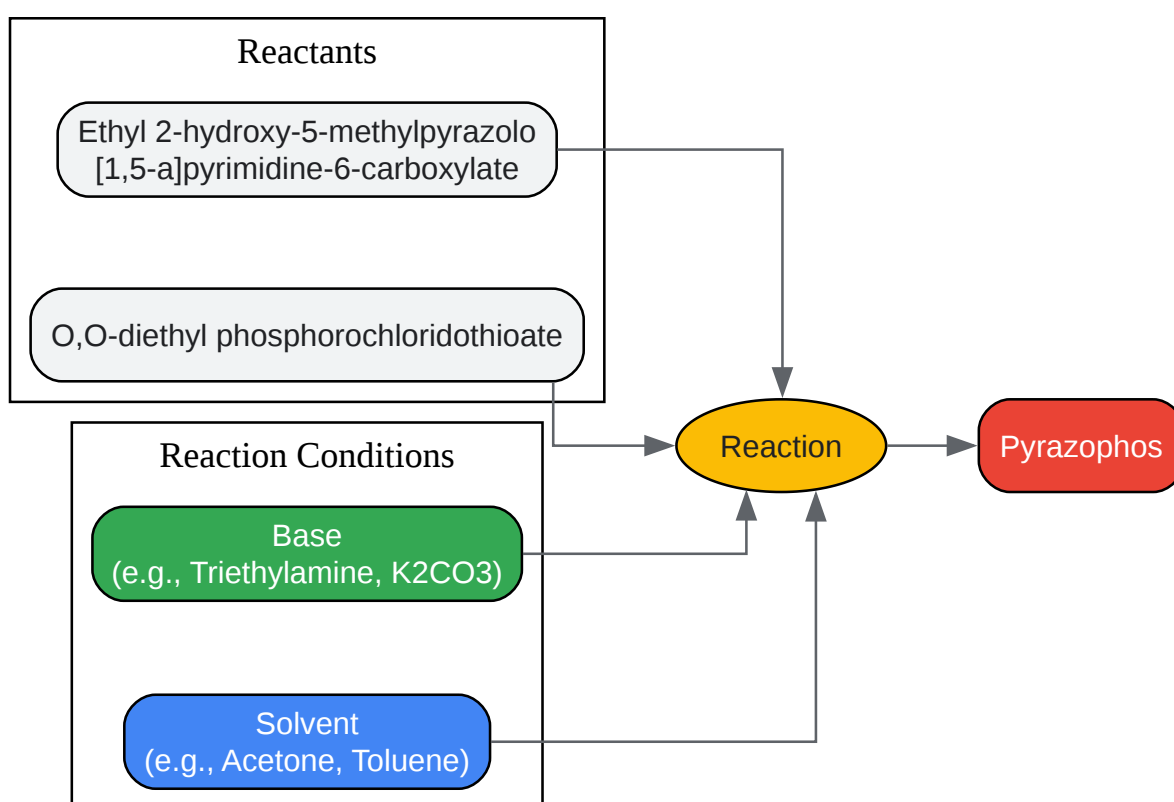 Reactants
Ethyl 2-hydroxy-5-methylpyrazolo
[1,5-a]pyrimidine-6-carboxylate
O,O-diethyl phosphorochloridothioate
Reaction Conditions
Base
(e.g., Triethylamine, K2CO3)
Solvent
(e.g., Acetone, Toluene)
Reaction
Pyrazophos